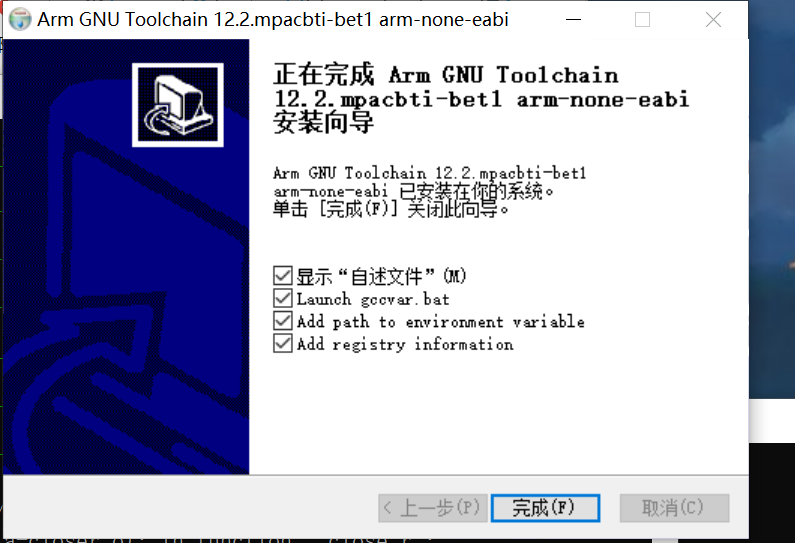 Arm GNU Toolchain 12.2.mpacbti-bet1 arm-none-eabi
正在完成 Arm GNU Toolchain
12.2.mpacbti-bet1 arm-none-eabi
安装向导
Arm GNU Toolchain 12.2.mpacbti-bet1
arm-none-eabi 已安装在你的系统。
单击 [完成(F)] 关闭此向导。
显示“自述文件”(M)
Launch gccvar.bat
Add path to environment variable
Add registry information
< 上一步(P)
完成(F)
取消(C)